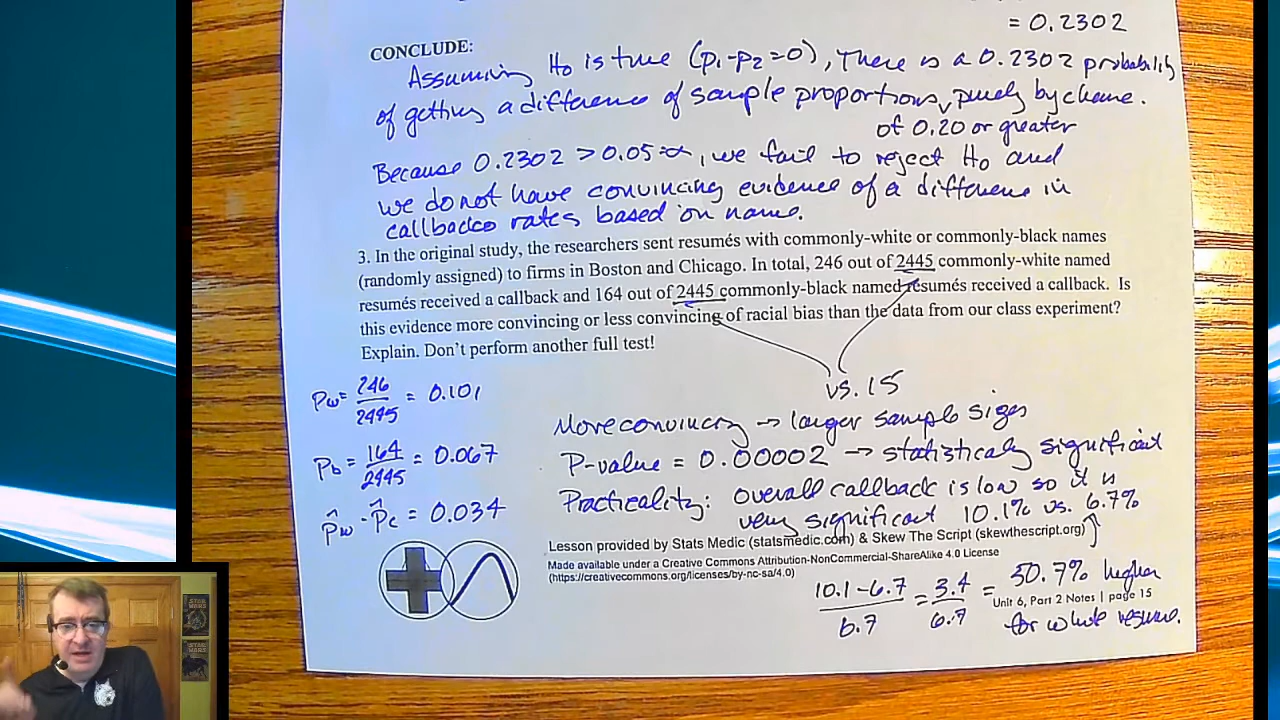 = 0.2302
CONCLUDE:
Assuming H₀ is true (p₁-p₂=0), There is a 0.2302 probability
of getting a difference of sample proportions, purely by chance.
of 0.20 or greater
Because 0.2302 > 0.05 = α, we fail to reject H₀ and
we do not have convincing evidence of a difference in
callbacks rates based on name.
3. In the original study, the researchers sent resumés with commonly-white or commonly-black names
(randomly assigned) to firms in Boston and Chicago. In total, 246 out of 2445 commonly-white named
resumés received a callback and 164 out of 2445 commonly-black named resumés received a callback. Is
this evidence more convincing or less convincing of racial bias than the data from our class experiment?
Explain. Don't perform another full test!
vs. 15
Pw = 246/2445 = 0.101
More convincing → larger sample sizes
Pb = 164/2445 = 0.067
P-value = 0.00002 → statistically significant
p̂w - p̂c = 0.034
Practicality: overall callback is low so it is
very significant 10.1% vs. 6.7%
Lesson provided by Stats Medic (statsmedic.com) & Skew The Script (skewthescript.org)
Made available under a Creative Commons Attribution-NonCommercial-ShareAlike 4.0 License
(https://creativecommons.org/licenses/by-nc-sa/4.0)
10.1 - 6.7 / 6.7 = 3.4 / 6.7 = 50.7% higher
Unit 6, Part 2 Notes | page 15
for white resume.
STAR WARS
STAR WARS